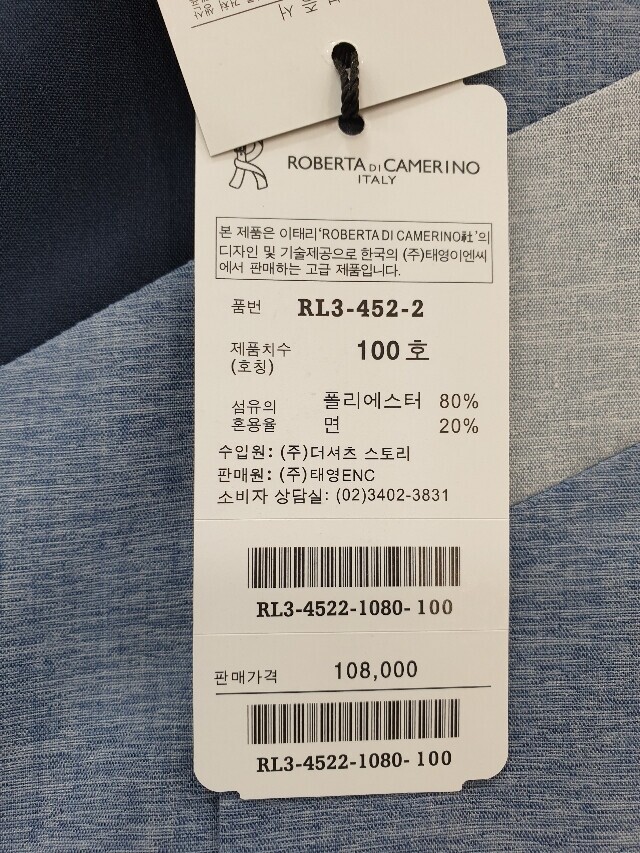 ROBERTA DI CAMERINO
ITALY
본 제품은 이태리'ROBERTA DI CAMERINO社'의
디자인 및 기술제공으로 한국의 (주)태영이엔씨
에서 판매하는 고급 제품입니다.
품번 RL3-452-2
제품치수 100 호
(호칭)
섬유의 폴리에스터 80%
혼용율 면 20%
수입원: (주)더셔츠 스토리
판매원: (주)태영ENC
소비자 상담실: (02)3402-3831
RL3-4522-1080- 100
판매가격 108,000
RL3-4522-1080- 100